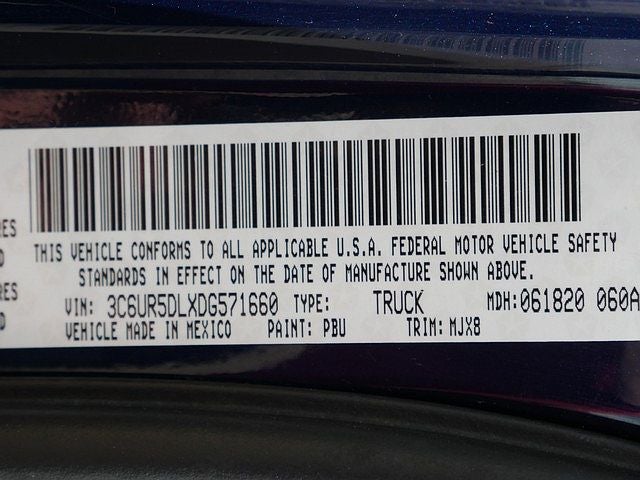 THIS VEHICLE CONFORMS TO ALL APPLICABLE U.S.A. FEDERAL MOTOR VEHICLE SAFETY
STANDARDS IN EFFECT ON THE DATE OF MANUFACTURE SHOWN ABOVE.
VIN: 3C6UR5DLXDG571660 TYPE: TRUCK MDH:061820 060A
VEHICLE MADE IN MEXICO PAINT: PBU TRIM: MJX8